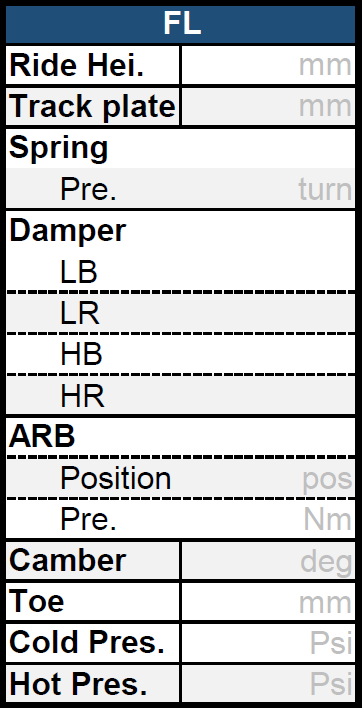 FL
Ride Hei. mm
Track plate mm
Spring
Pre. turn
Damper
LB
LR
HB
HR
ARB
Position pos
Pre. Nm
Camber deg
Toe mm
Cold Pres. Psi
Hot Pres. Psi